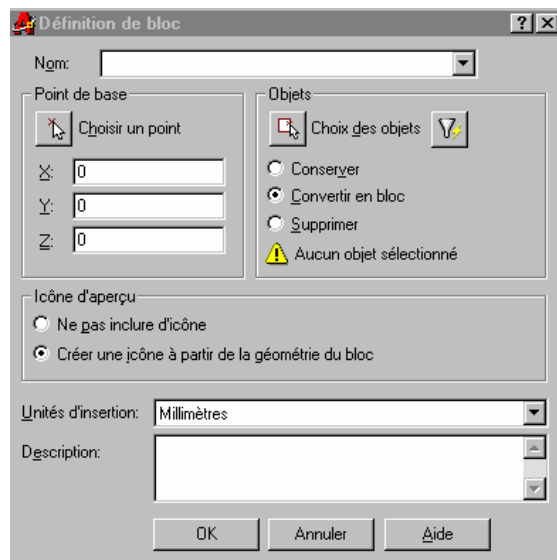 Définition de bloc
Nom:
Point de base
Choisir un point
X: 0
Y: 0
Z: 0
Objets
Choix des objets
Conserver
Convertir en bloc
Supprimer
Aucun objet sélectionné
Icône d'aperçu
Ne pas inclure d'icône
Créer une icône à partir de la géométrie du bloc
Unités d'insertion: Millimètres
Description:
OK Annuler Aide